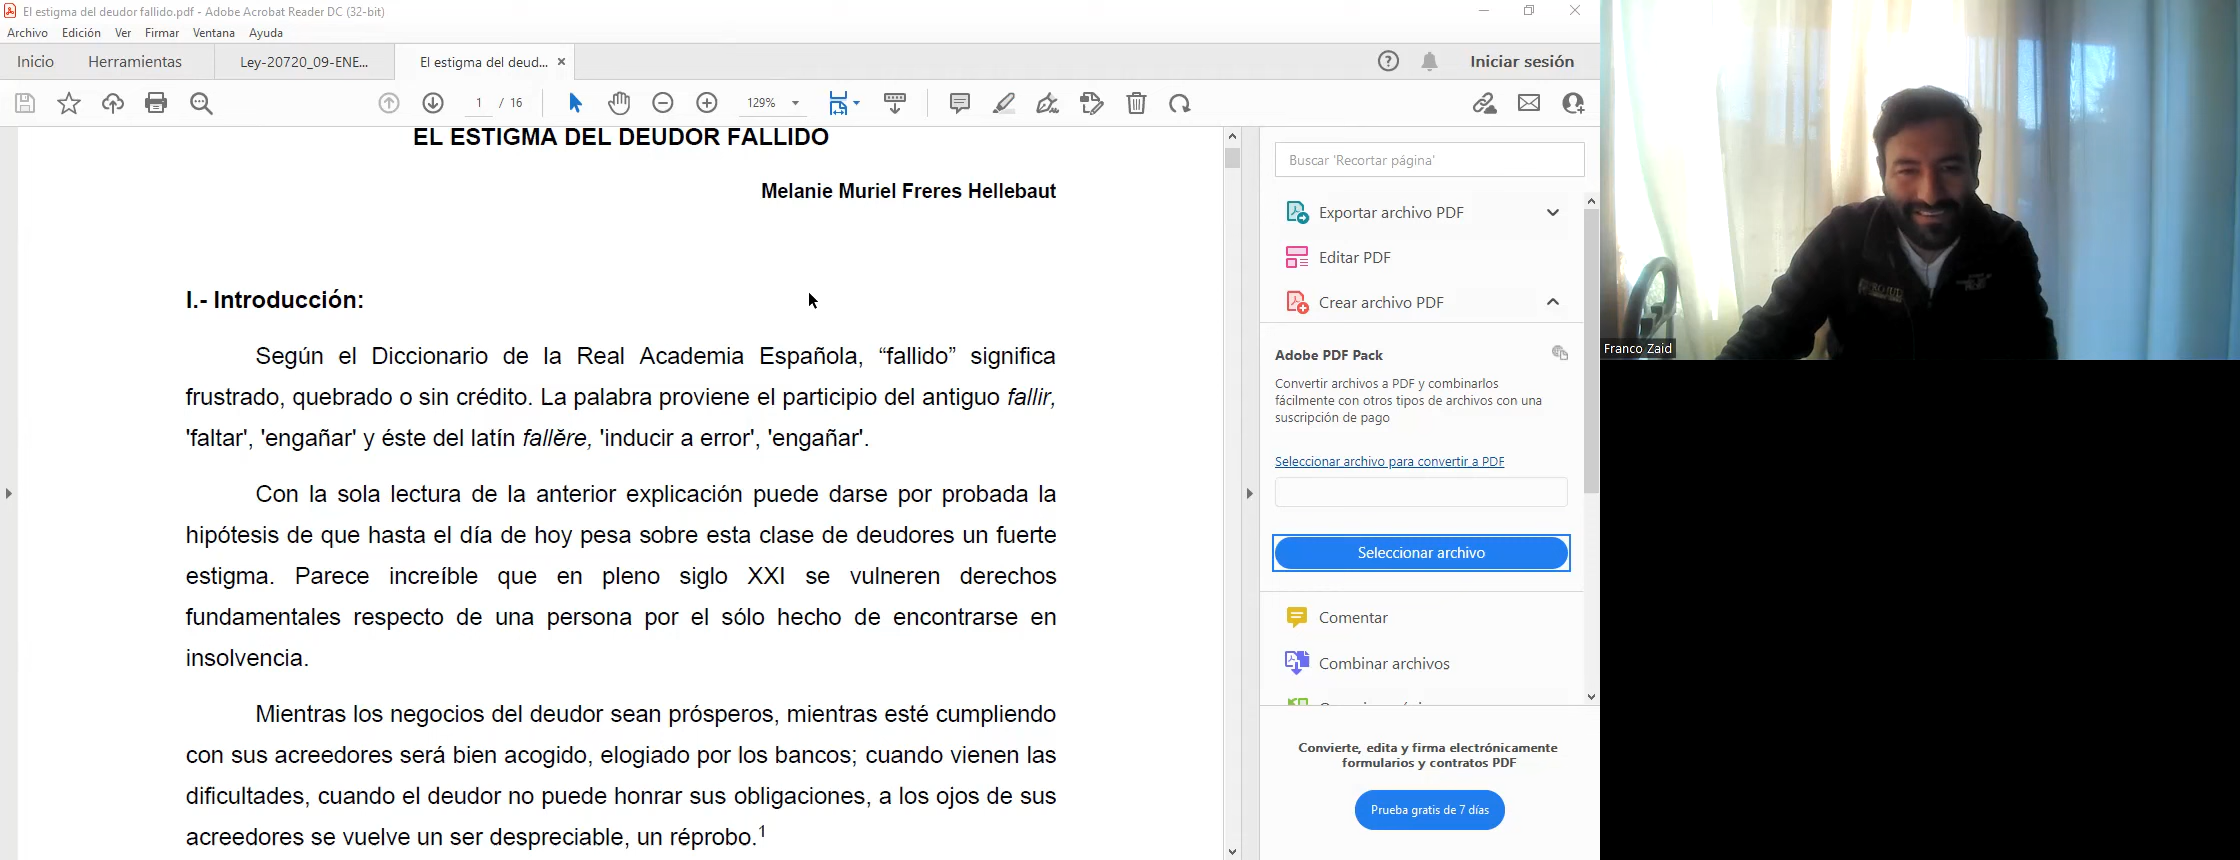 El estigma del deudor fallido.pdf - Adobe Acrobat Reader DC (32-bit)
Archivo Edición Ver Firmar Ventana Ayuda
Inicio Herramientas Ley-20720_09-ENE... El estigma del deud... Iniciar sesión
1 / 16 129%
EL ESTIGMA DEL DEUDOR FALLIDO
Melanie Muriel Freres Hellebaut
I.- Introducción:
Según el Diccionario de la Real Academia Española, “fallido” significa
frustrado, quebrado o sin crédito. La palabra proviene el participio del antiguo fallir,
'faltar', 'engañar' y éste del latín fallĕre, 'inducir a error', 'engañar'.
Con la sola lectura de la anterior explicación puede darse por probada la
hipótesis de que hasta el día de hoy pesa sobre esta clase de deudores un fuerte
estigma. Parece increíble que en pleno siglo XXI se vulneren derechos
fundamentales respecto de una persona por el sólo hecho de encontrarse en
insolvencia.
Mientras los negocios del deudor sean prósperos, mientras esté cumpliendo
con sus acreedores será bien acogido, elogiado por los bancos; cuando vienen las
dificultades, cuando el deudor no puede honrar sus obligaciones, a los ojos de sus
acreedores se vuelve un ser despreciable, un réprobo.1
Buscar 'Recortar página'
Exportar archivo PDF
Editar PDF
Crear archivo PDF
Adobe PDF Pack
Convertir archivos a PDF y combinarlos
fácilmente con otros tipos de archivos con una
suscripción de pago
Seleccionar archivo para convertir a PDF
Seleccionar archivo
Comentar
Combinar archivos
Convierte, edita y firma electrónicamente
formularios y contratos PDF
Prueba gratis de 7 días
Franco Zaid